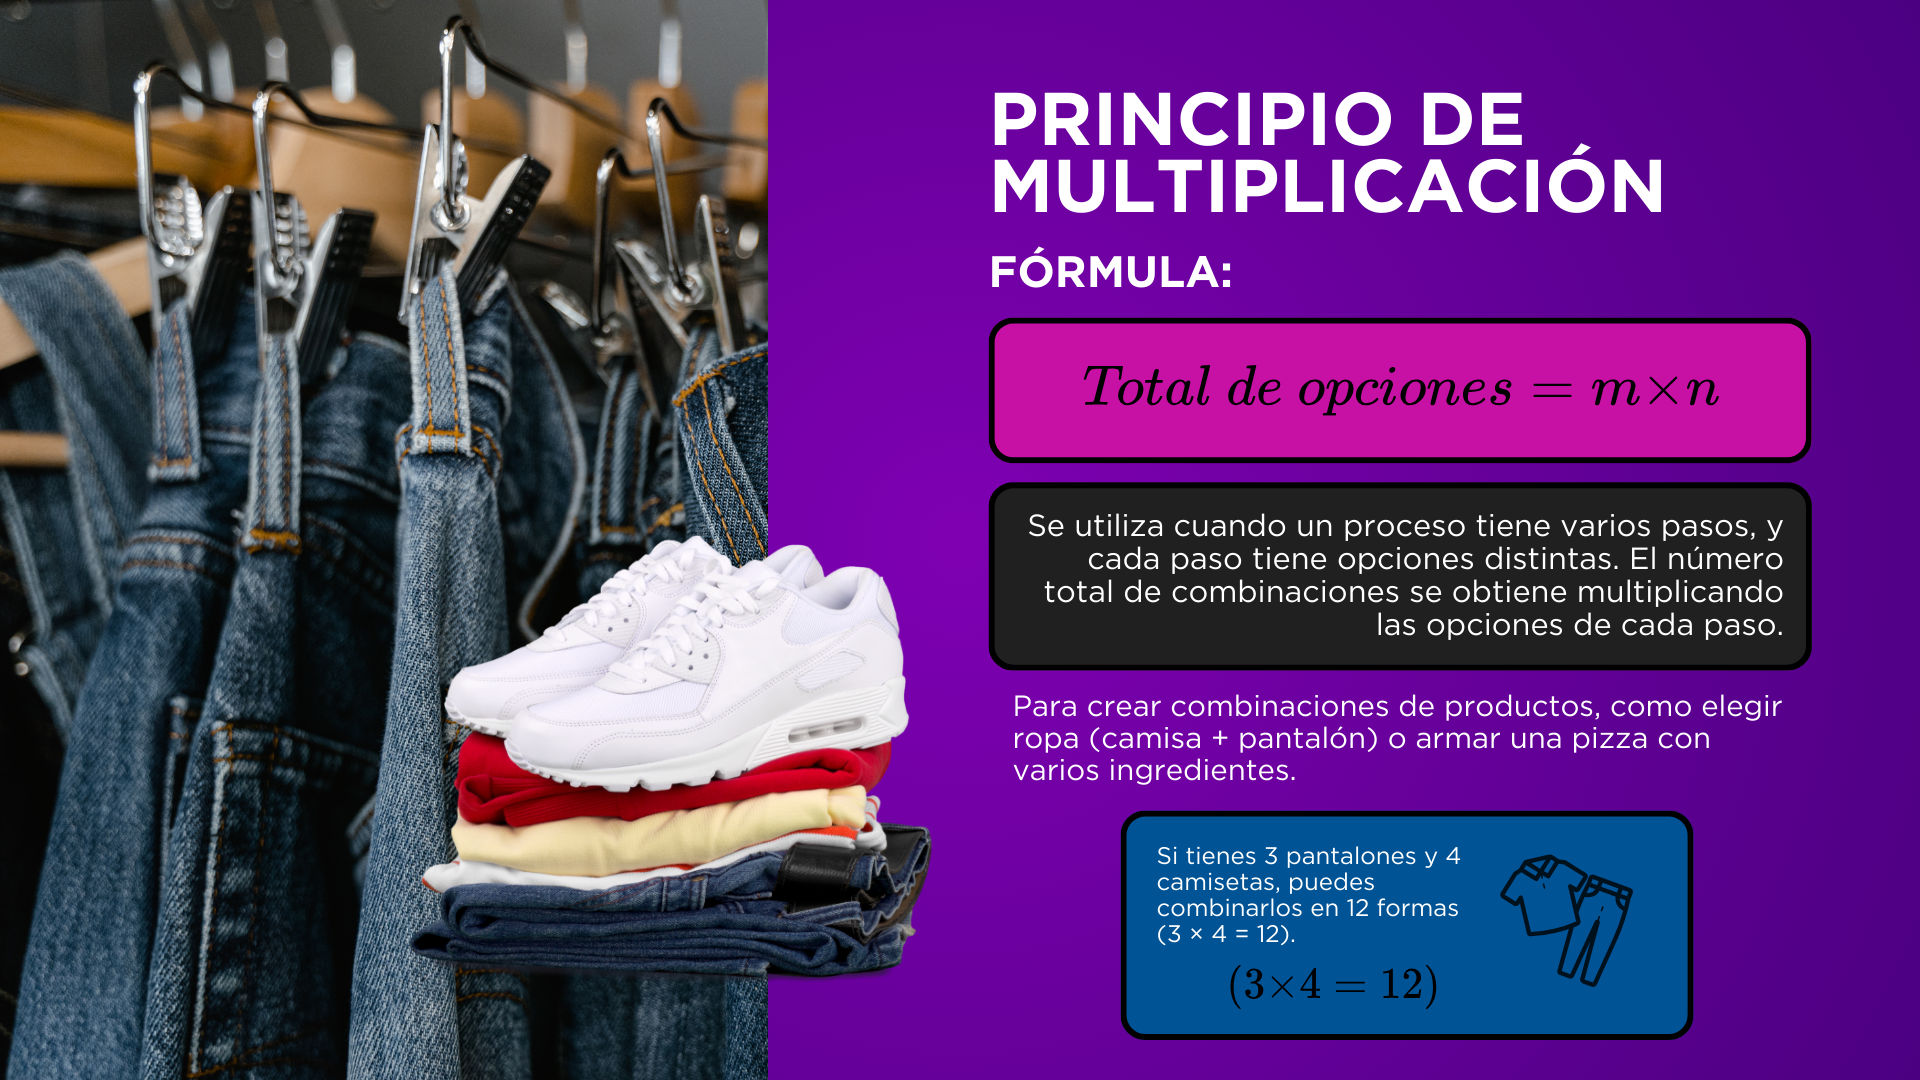 PRINCIPIO DE
MULTIPLICACIÓN
FÓRMULA:
Total de opciones = m×n
Se utiliza cuando un proceso tiene varios pasos, y
cada paso tiene opciones distintas. El número
total de combinaciones se obtiene multiplicando
las opciones de cada paso.
Para crear combinaciones de productos, como elegir
ropa (camisa + pantalón) o armar una pizza con
varios ingredientes.
Si tienes 3 pantalones y 4
camisetas, puedes
combinarlos en 12 formas
(3 × 4 = 12).
(3×4 = 12)